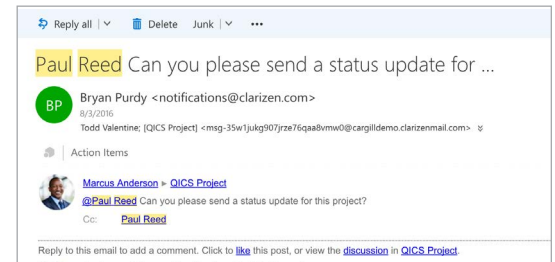 Reply all | Delete Junk | •••
Paul Reed Can you please send a status update for ...
BP
Bryan Purdy <notifications@clarizen.com>
8/3/2016
Todd Valentine; [QICS Project] <msg-35w1jukg907jrze76qaa8vmw0@cargilldemo.clarizenmail.com>
Action Items
Marcus Anderson ▸ QICS Project
@Paul Reed Can you please send a status update for this project?
Cc: Paul Reed
Reply to this email to add a comment. Click to like this post, or view the discussion in QICS Project.